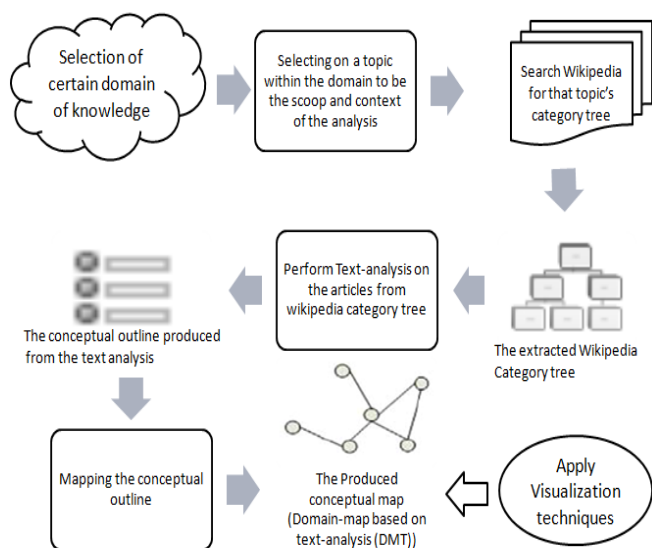 Selection of
certain domain
of knowledge
Selecting on a topic
within the domain to be
the scoop and context
of the analysis
Search Wikipedia
for that topic's
category tree
The extracted Wikipedia
Category tree
Perform Text-analysis on
the articles from
wikipedia category tree
The conceptual outline produced
from the text analysis
Mapping the conceptual
outline
The Produced
conceptual map
(Domain-map based on
text-analysis (DMT))
Apply
Visualization
techniques